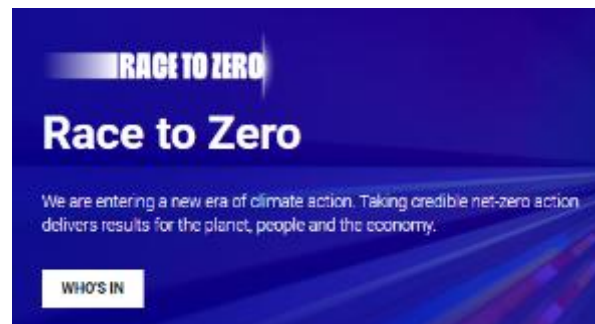 RACE TO ZERO
Race to Zero
We are entering a new era of climate action. Taking credible net-zero action
delivers results for the planet, people and the economy.
WHO'S IN